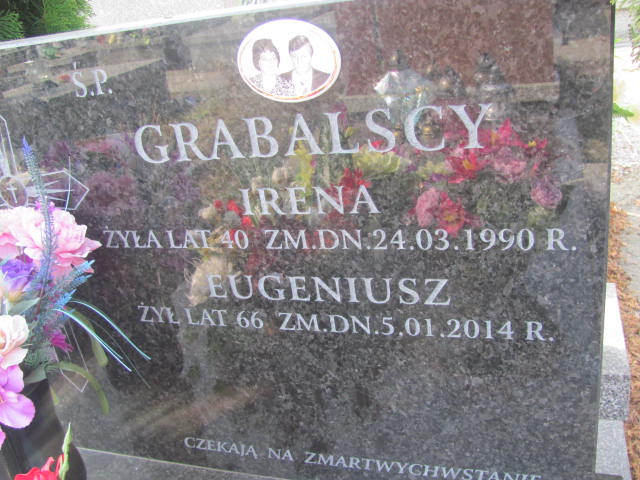 Ś.P.
GRABALSCY
IRENA
ŻYŁA LAT 40 ZM.DN.24.03.1990 R.
EUGENIUSZ
ŻYŁ LAT 66 ZM.DN.5.01.2014 R.
CZEKAJĄ NA ZMARTWYCHWSTANIE